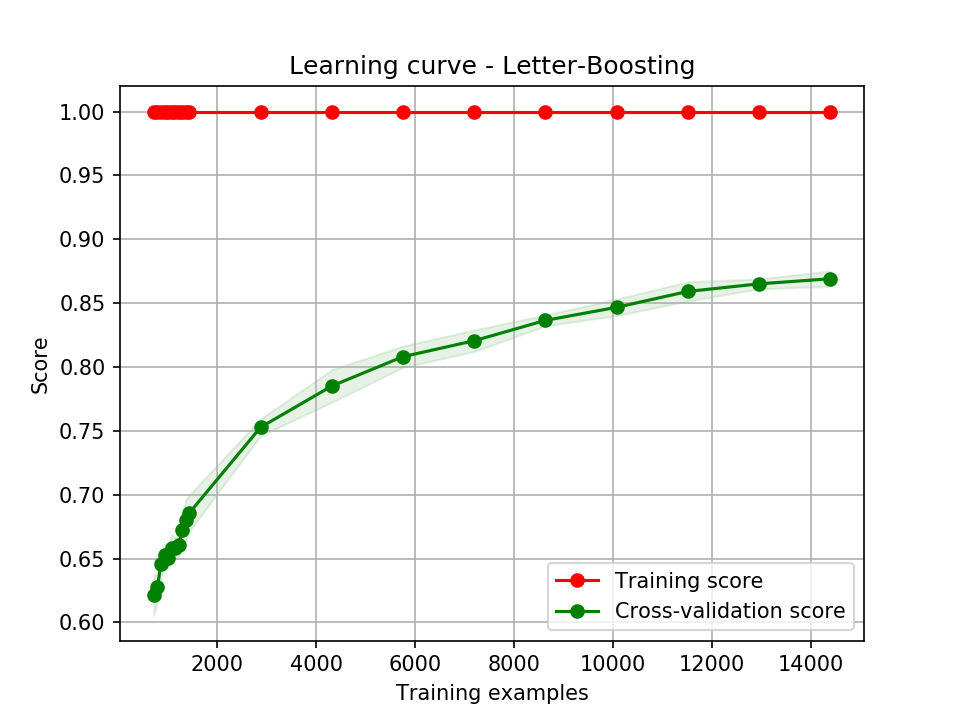 Learning curve - Letter-Boosting
1.00
0.95
0.90
0.85
0.80
0.75
0.70
0.65
0.60
Score
Training score
Cross-validation score
2000 4000 6000 8000 10000 12000 14000
Training examples